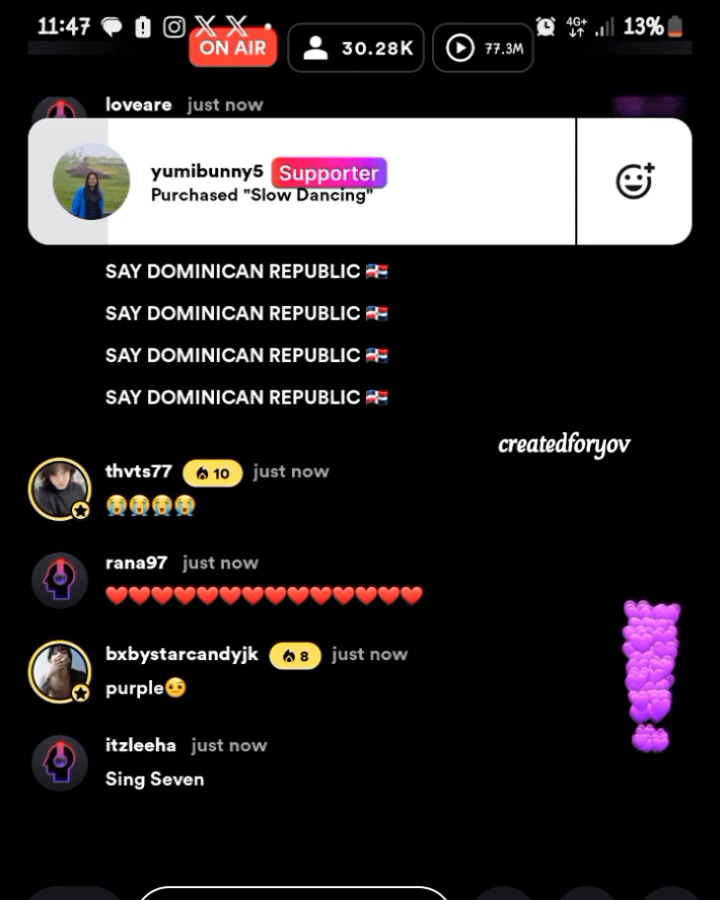 11:47
4G+
13%
ON AIR
30.28K
77.3M
loveare just now
yumibunny5 Supporter
Purchased "Slow Dancing"
SAY DOMINICAN REPUBLIC 🇩🇴
SAY DOMINICAN REPUBLIC 🇩🇴
SAY DOMINICAN REPUBLIC 🇩🇴
SAY DOMINICAN REPUBLIC 🇩🇴
createdforyov
thvts77 10 just now
😭😭😭😭
rana97 just now
❤️❤️❤️❤️❤️❤️❤️❤️❤️❤️❤️❤️❤️❤️
bxbystarcandyjk 8 just now
purple🤨
itzleeha just now
Sing Seven